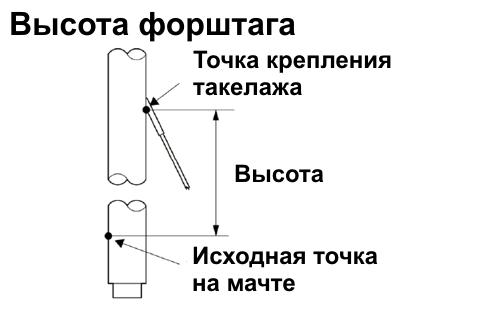 Высота форштага
Точка крепления
такелажа
Высота
Исходная точка
на мачте